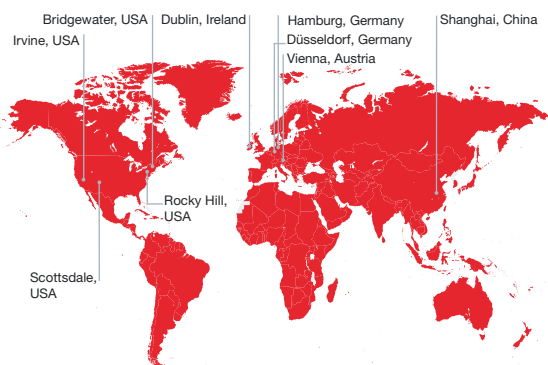 Bridgewater, USA
Dublin, Ireland
Hamburg, Germany
Shanghai, China
Irvine, USA
Düsseldorf, Germany
Vienna, Austria
Rocky Hill,
USA
Scottsdale,
USA